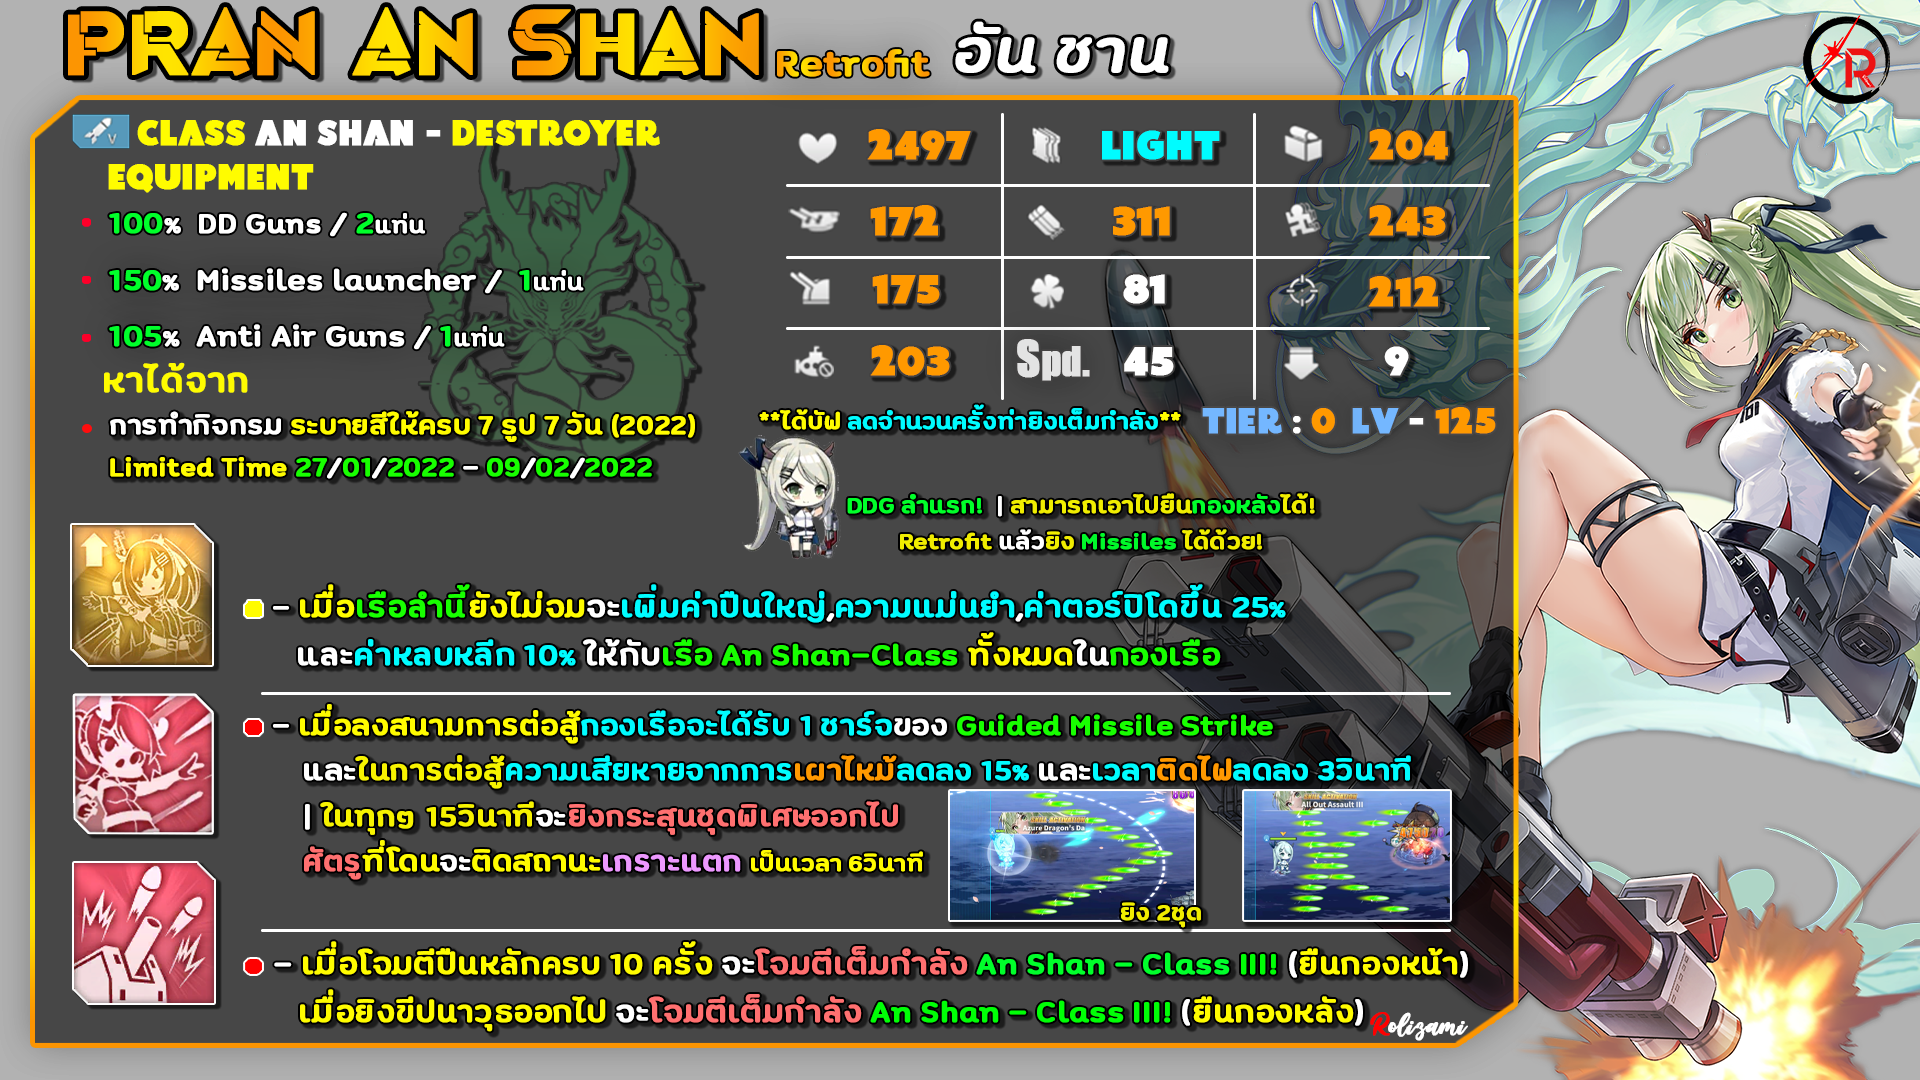 PRAN AN SHAN Retrofit อัน ชาน
R
V CLASS AN SHAN - DESTROYER
EQUIPMENT
100% DD Guns / 2แท่น
150% Missiles launcher / 1แท่น
105% Anti Air Guns / 1แท่น
หาได้จาก
การทำกิจกรม ระบายสีให้ครบ 7 รูป 7 วัน (2022)
Limited Time 27/01/2022 - 09/02/2022
2497 LIGHT 204
172 311 243
175 81 212
203 Spd. 45 9
**ได้บัฟ ลดจำนวนครั้งท่ายิงเต็มกำลัง** TIER : 0 LV - 125
DDG ลำแรก! | สามารถเอาไปยืนกองหลังได้!
Retrofit แล้วยิง Missiles ได้ด้วย!
- เมื่อเรือลำนี้ยังไม่จมจะเพิ่มค่าปืนใหญ่,ความแม่นยำ,ค่าตอร์ปิโดขึ้น 25%
และค่าหลบหลีก 10% ให้กับเรือ An Shan-Class ทั้งหมดในกองเรือ
- เมื่อลงสนามการต่อสู้กองเรือจะได้รับ 1 ชาร์จของ Guided Missile Strike
และในการต่อสู้ความเสียหายจากการเผาไหม้ลดลง 15% และเวลาติดไฟลดลง 3วินาที
| ในทุกๆ 15วินาทีจะยิงกระสุนชุดพิเศษออกไป
ศัตรูที่โดนจะติดสถานะเกราะแตก เป็นเวลา 6วินาที
SKILL ACTIVATION
Azure Dragon's Da
ยิง 2ชุด
SKILL ACTIVATION
All Out Assault III
- เมื่อโจมตีปืนหลักครบ 10 ครั้ง จะโจมตีเต็มกำลัง An Shan - Class III! (ยืนกองหน้า)
เมื่อยิงขีปนาวุธออกไป จะโจมตีเต็มกำลัง An Shan - Class III! (ยืนกองหลัง)
Rolizami